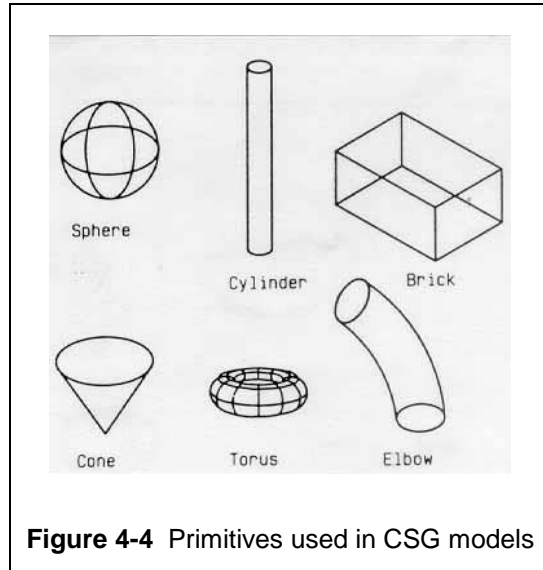 Sphere
Cylinder
Brick
Cone
Torus
Elbow
Figure 4-4 Primitives used in CSG models